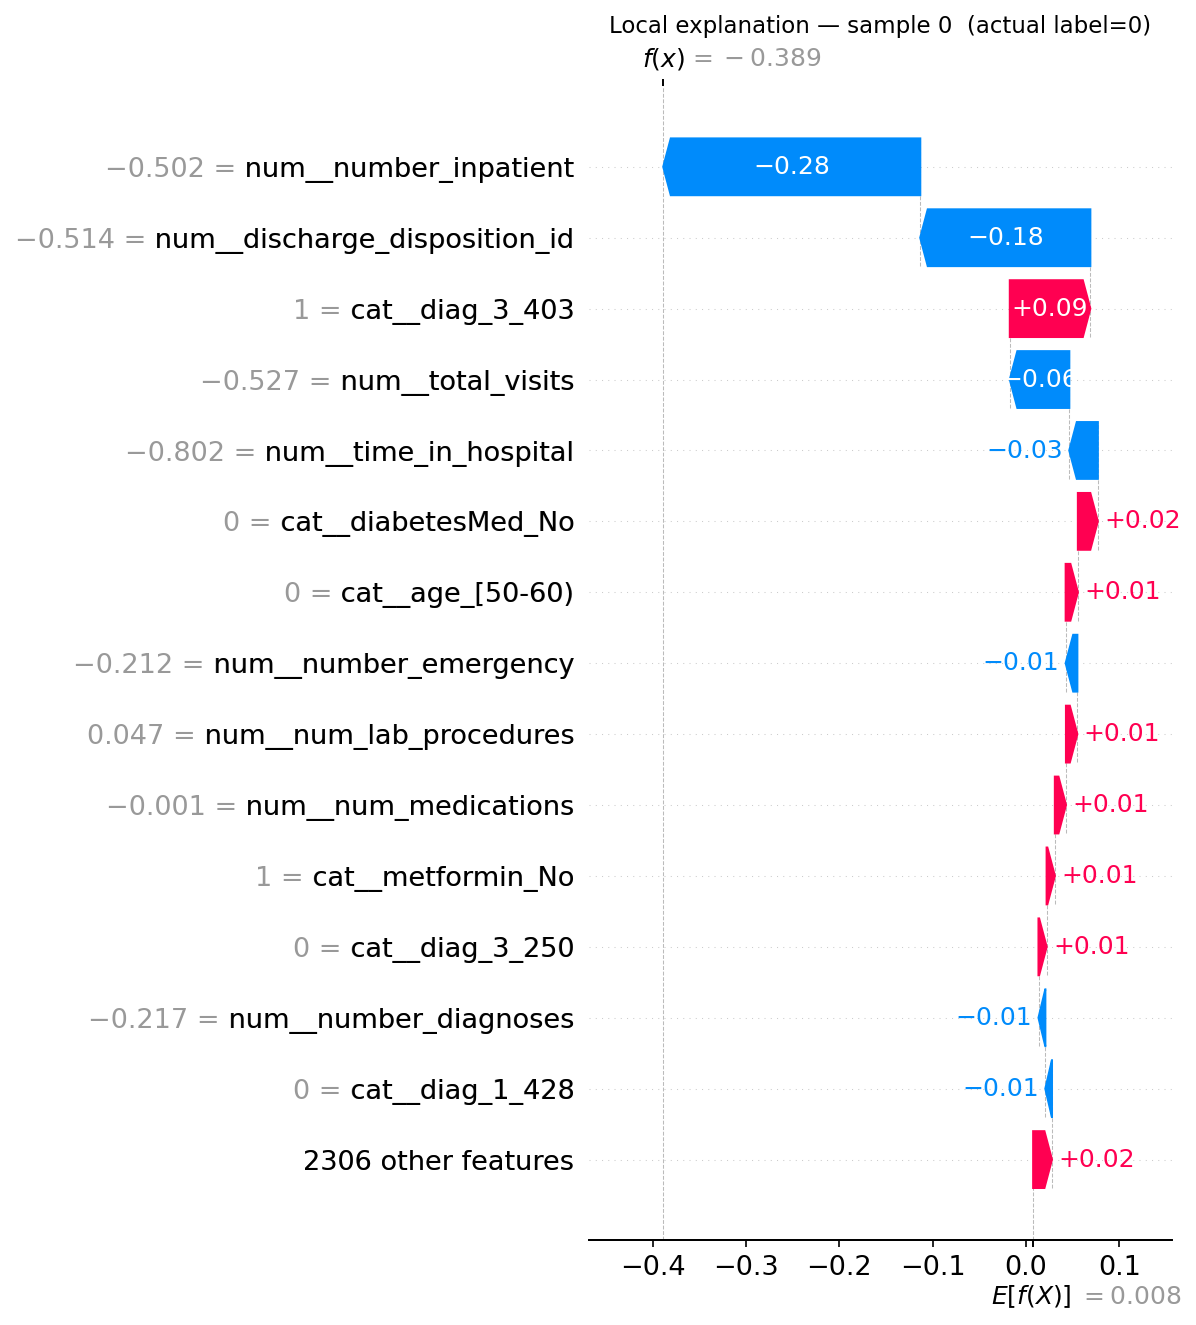 Local explanation — sample 0  (actual label=0)
f(x) = −0.389
−0.502 = num__number_inpatient −0.28
−0.514 = num__discharge_disposition_id −0.18
1 = cat__diag_3_403 +0.09
−0.527 = num__total_visits −0.06
−0.802 = num__time_in_hospital −0.03
0 = cat__diabetesMed_No +0.02
0 = cat__age_[50-60) +0.01
−0.212 = num__number_emergency −0.01
0.047 = num__num_lab_procedures +0.01
−0.001 = num__num_medications +0.01
1 = cat__metformin_No +0.01
0 = cat__diag_3_250 +0.01
−0.217 = num__number_diagnoses −0.01
0 = cat__diag_1_428 −0.01
2306 other features +0.02
−0.4 −0.3 −0.2 −0.1 0.0 0.1
E[f(X)] = 0.008